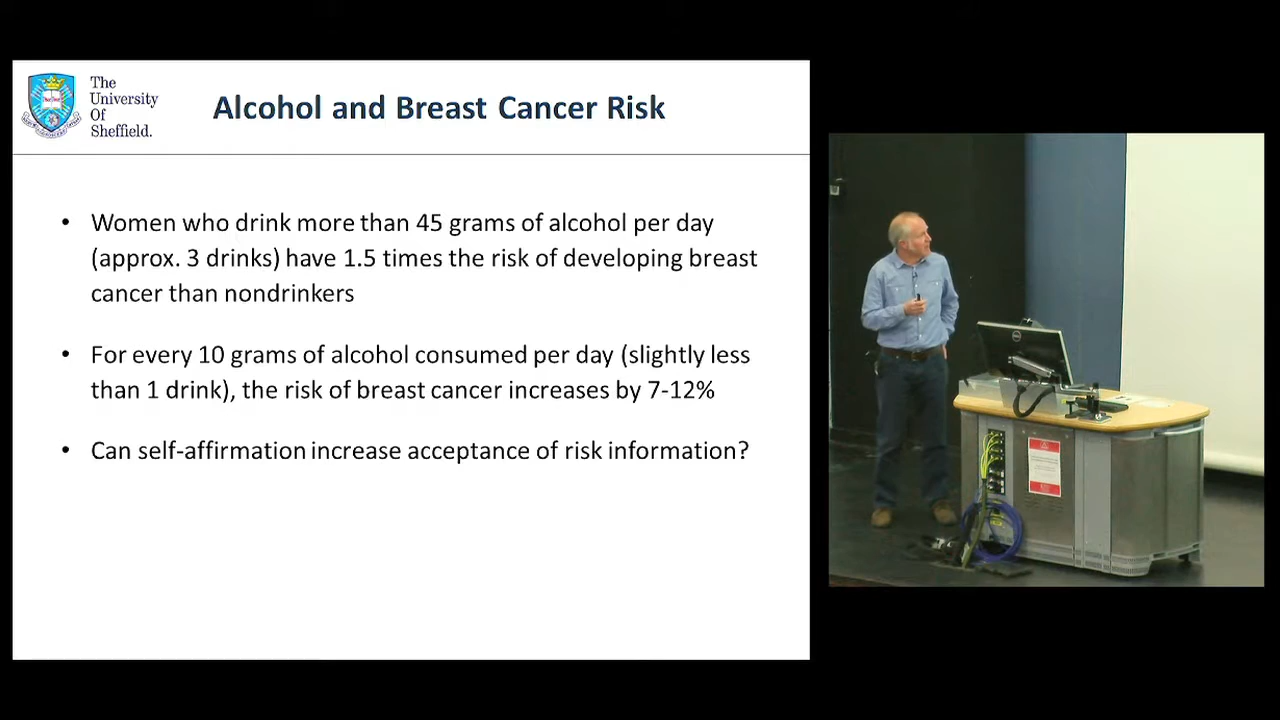 The
University
Of
Sheffield.
Alcohol and Breast Cancer Risk
• Women who drink more than 45 grams of alcohol per day
(approx. 3 drinks) have 1.5 times the risk of developing breast
cancer than nondrinkers
• For every 10 grams of alcohol consumed per day (slightly less
than 1 drink), the risk of breast cancer increases by 7-12%
• Can self-affirmation increase acceptance of risk information?